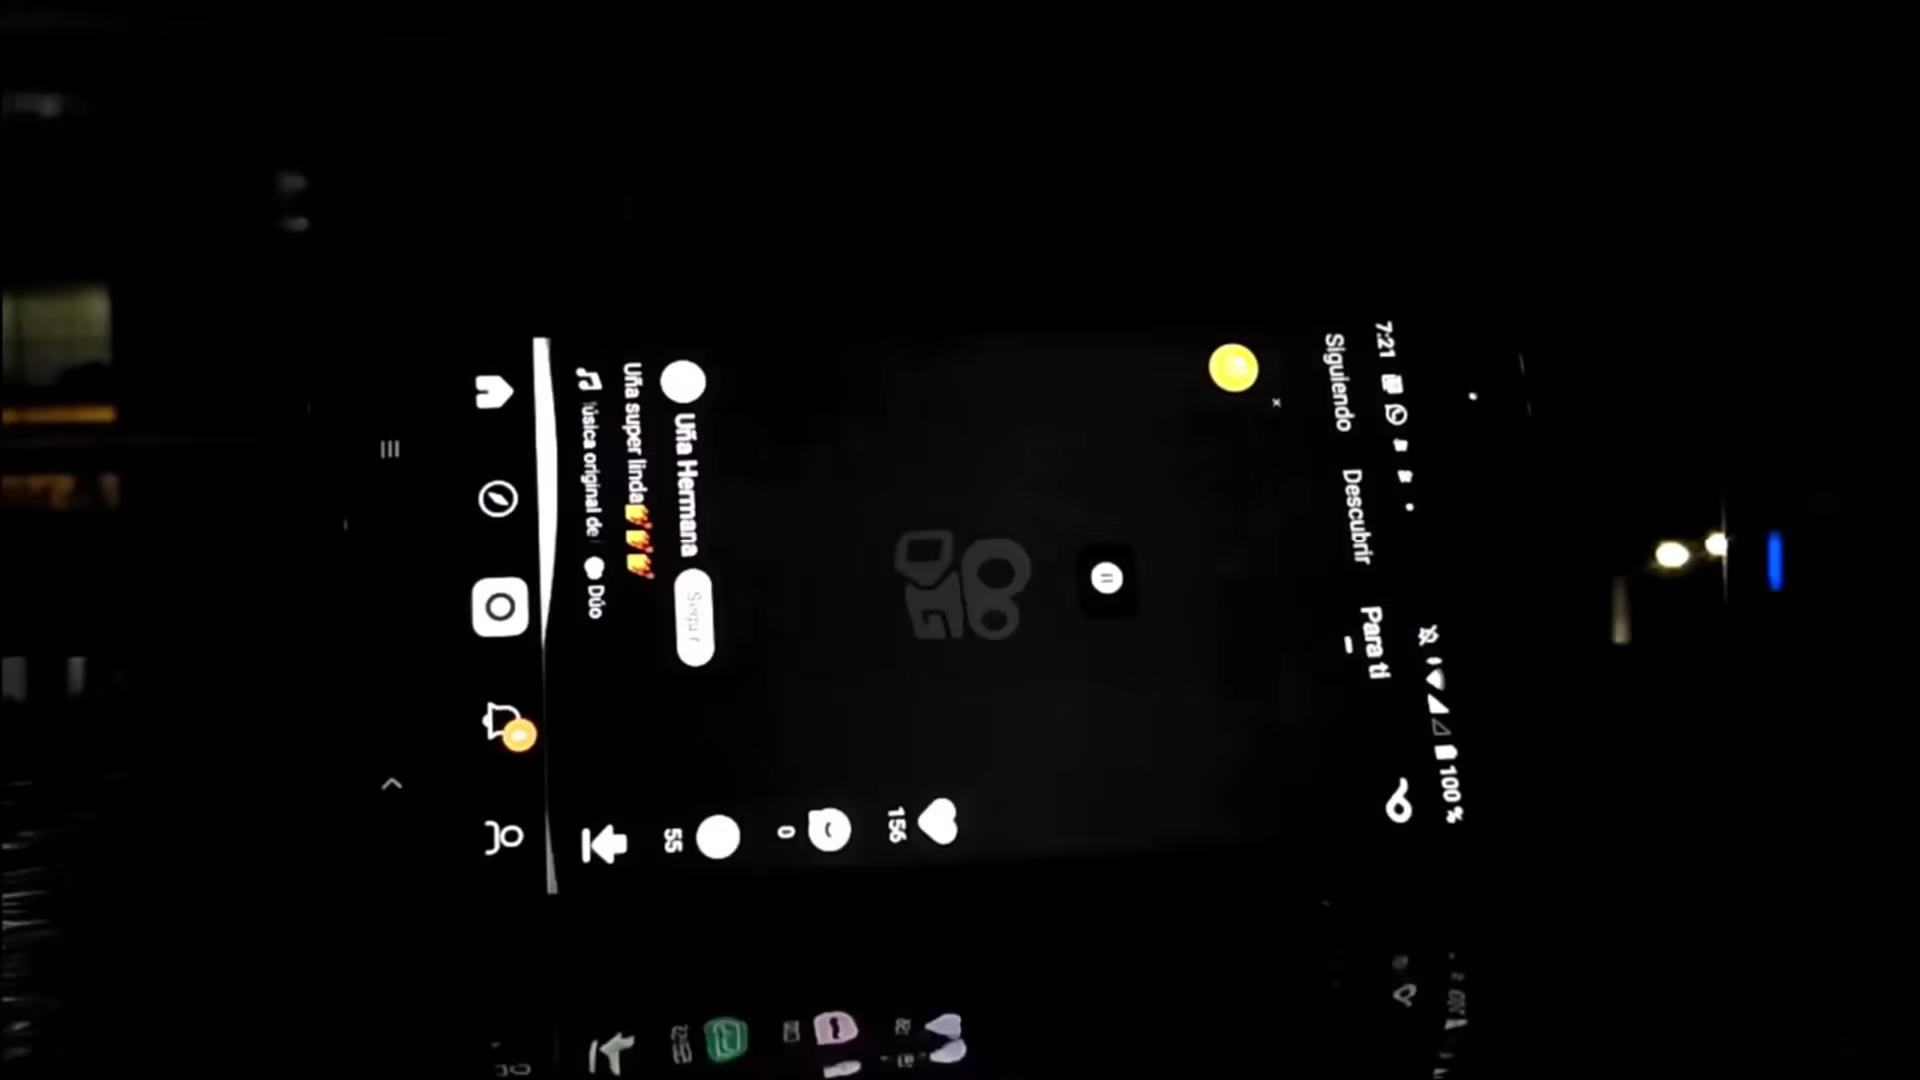 7:21 100 %
Siguiendo Descubrir Para ti
156
0
55
Uña Hermana Seguir
Uña super linda💅💅💅
úsica original de Dúo